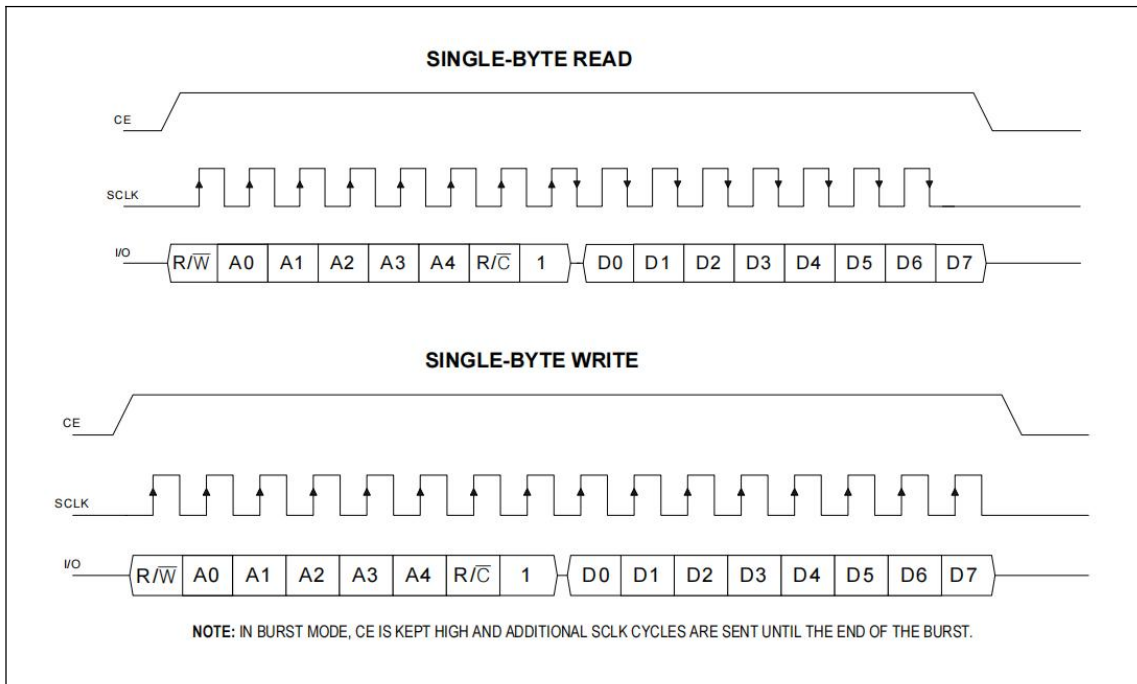 SINGLE-BYTE READ
CE
SCLK
I/O
R/W̅ A0 A1 A2 A3 A4 R/C̅ 1 D0 D1 D2 D3 D4 D5 D6 D7
SINGLE-BYTE WRITE
CE
SCLK
I/O
R/W̅ A0 A1 A2 A3 A4 R/C̅ 1 D0 D1 D2 D3 D4 D5 D6 D7
NOTE: IN BURST MODE, CE IS KEPT HIGH AND ADDITIONAL SCLK CYCLES ARE SENT UNTIL THE END OF THE BURST.